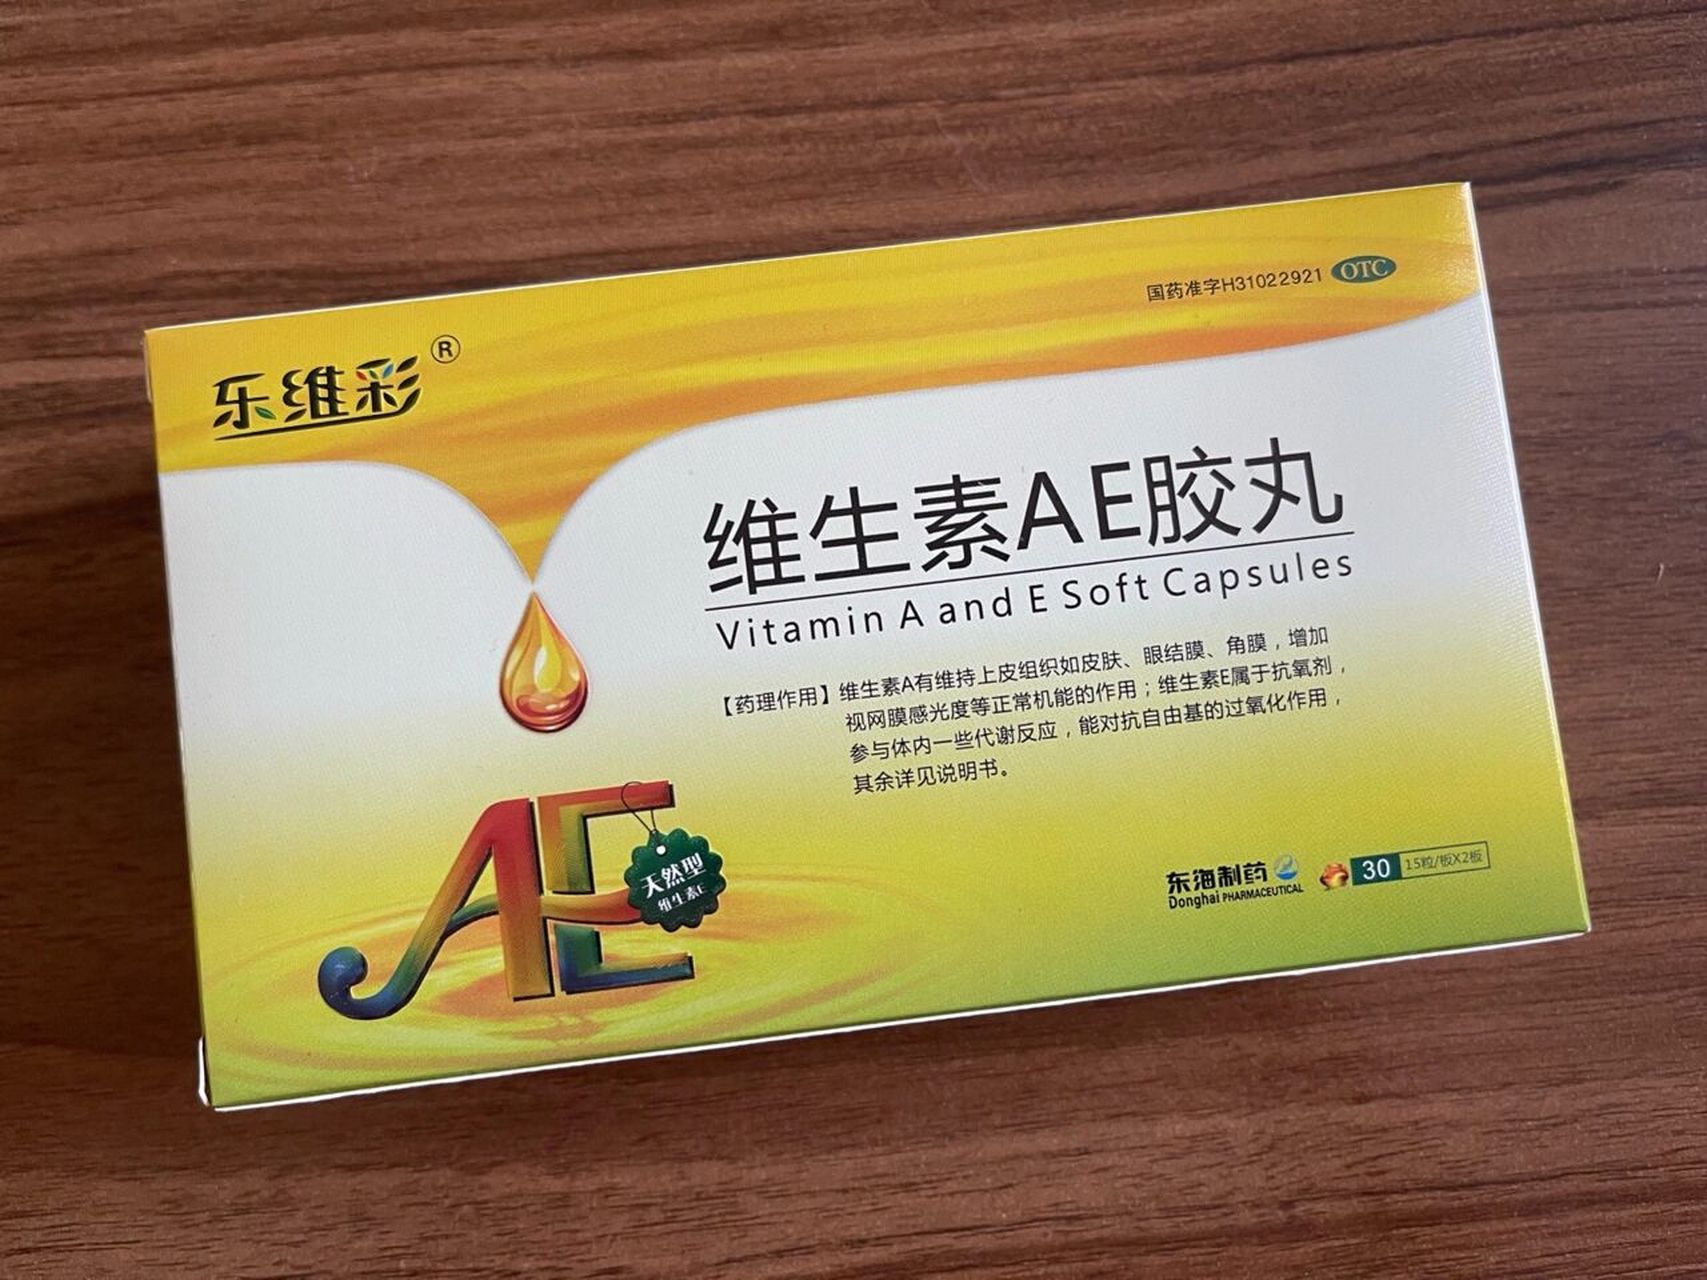 国药准字H31022921 OTC
乐维彩®
维生素AE胶丸
Vitamin A and E Soft Capsules
【药理作用】维生素A有维持上皮组织如皮肤、眼结膜、角膜，增加
视网膜感光度等正常机能的作用；维生素E属于抗氧剂，
参与体内一些代谢反应，能对抗自由基的过氧化作用，
其余详见说明书。
AE
天然型
维生素E
东海制药
Donghai PHARMACEUTICAL
30 15粒/板X2板